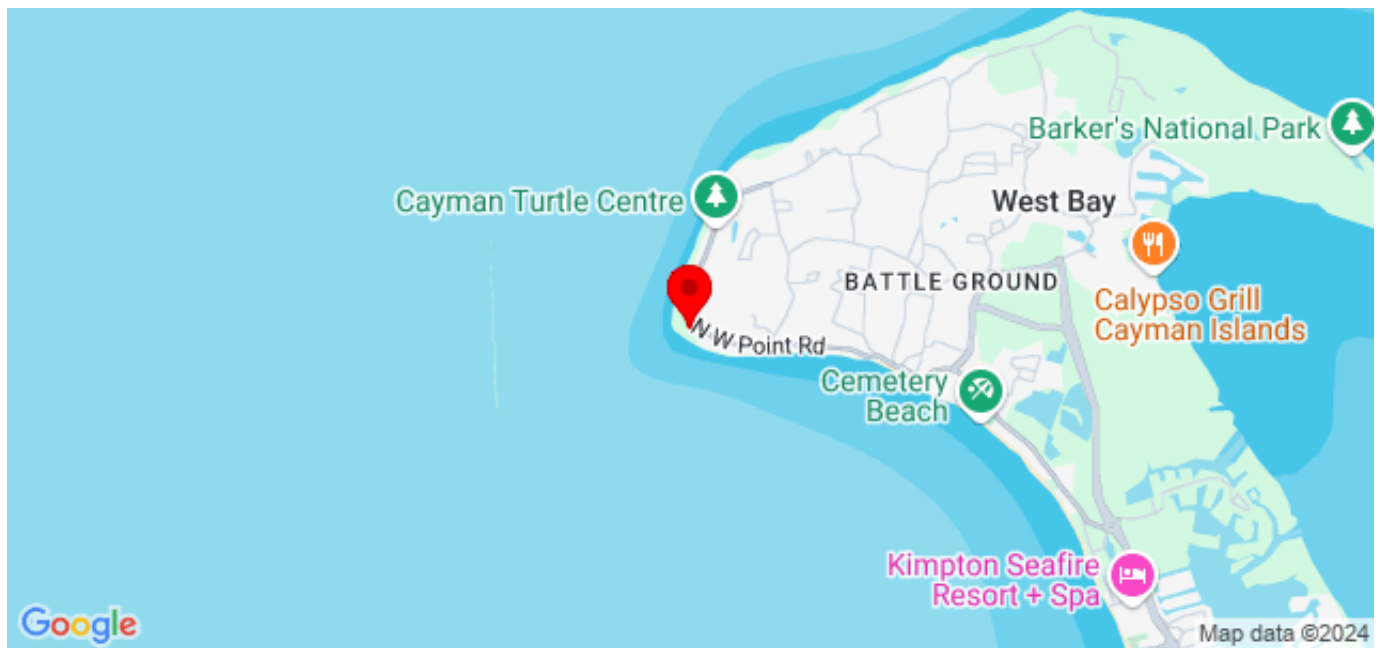 Barker's National Park
Cayman Turtle Centre
West Bay
BATTLE GROUND
Calypso Grill
Cayman Islands
N W Point Rd
Cemetery
Beach
Kimpton Seafire
Resort + Spa
Google
Map data ©2024